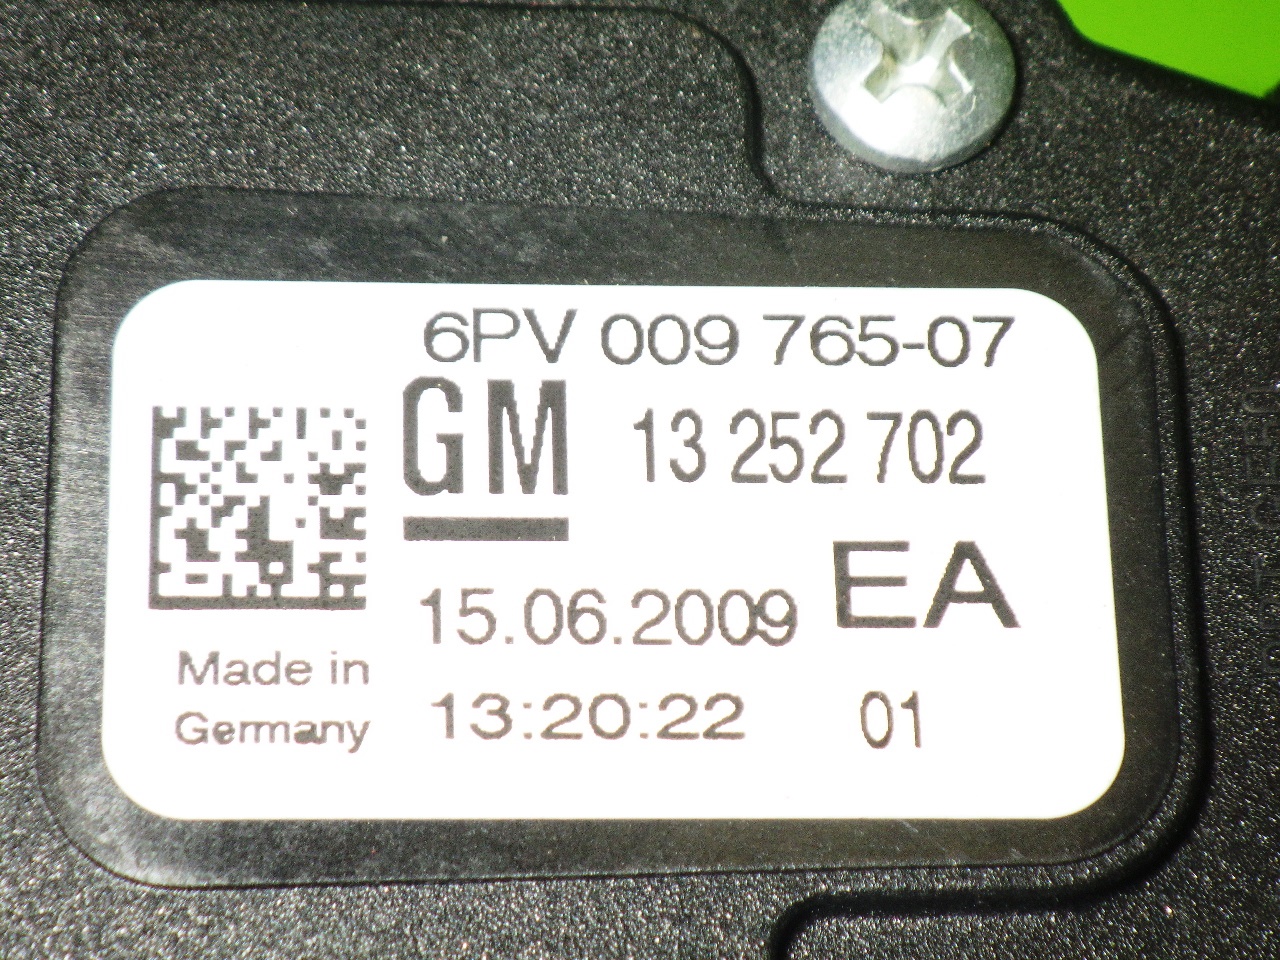 6PV 009 765-07
GM 13 252 702
EA
15.06.2009
Made in
Germany
13:20:22
01